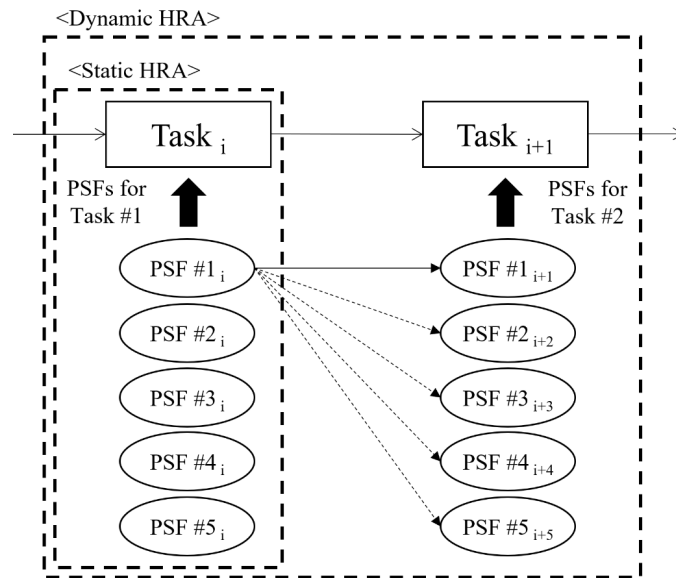 <Dynamic HRA>
<Static HRA>
Task i
Task i+1
PSFs for
Task #1
PSFs for
Task #2
PSF #1 i
PSF #1 i+1
PSF #2 i
PSF #2 i+2
PSF #3 i
PSF #3 i+3
PSF #4 i
PSF #4 i+4
PSF #5 i
PSF #5 i+5